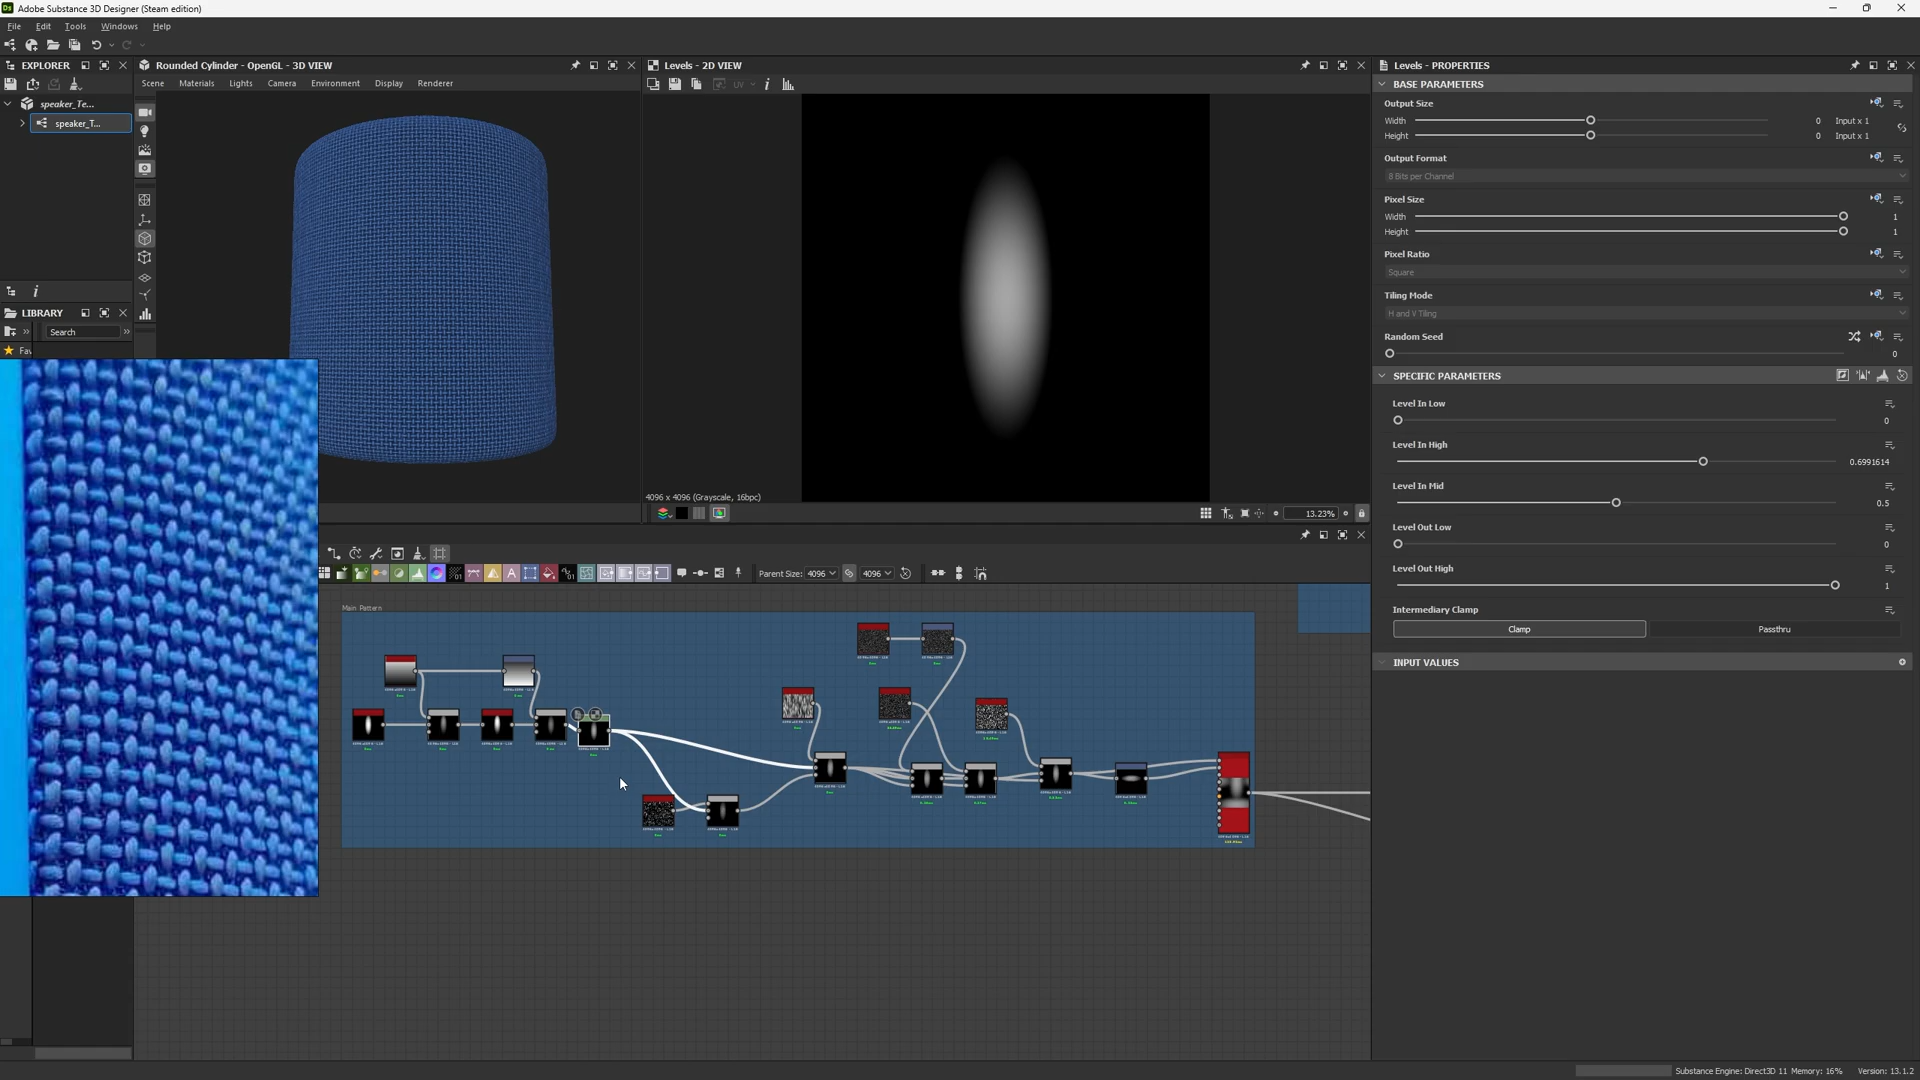 Adobe Substance 3D Designer (Steam edition)
File Edit Tools Windows Help
EXPLORER
Rounded Cylinder - OpenGL - 3D VIEW
Levels - 2D VIEW
Levels - PROPERTIES
Scene Materials Lights Camera Environment Display Renderer
UV
BASE PARAMETERS
speaker_Te...
speaker_T...
Output Size
Width 0 Input x 1
Height 0 Input x 1
Output Format
8 Bits per Channel
Pixel Size
Width 1
Height 1
Pixel Ratio
Square
Tiling Mode
H and V Tiling
Random Seed
0
LIBRARY
Search
Fav
SPECIFIC PARAMETERS
Level In Low
0
Level In High
0.6991614
Level In Mid
0.5
Level Out Low
0
Level Out High
1
Intermediary Clamp
Clamp Passthru
INPUT VALUES
4096 x 4096 (Grayscale, 16bpc)
13.23%
Parent Size: 4096 4096
Main Pattern
Substance Engine: Direct3D 11 Memory: 16% Version: 13.1.2